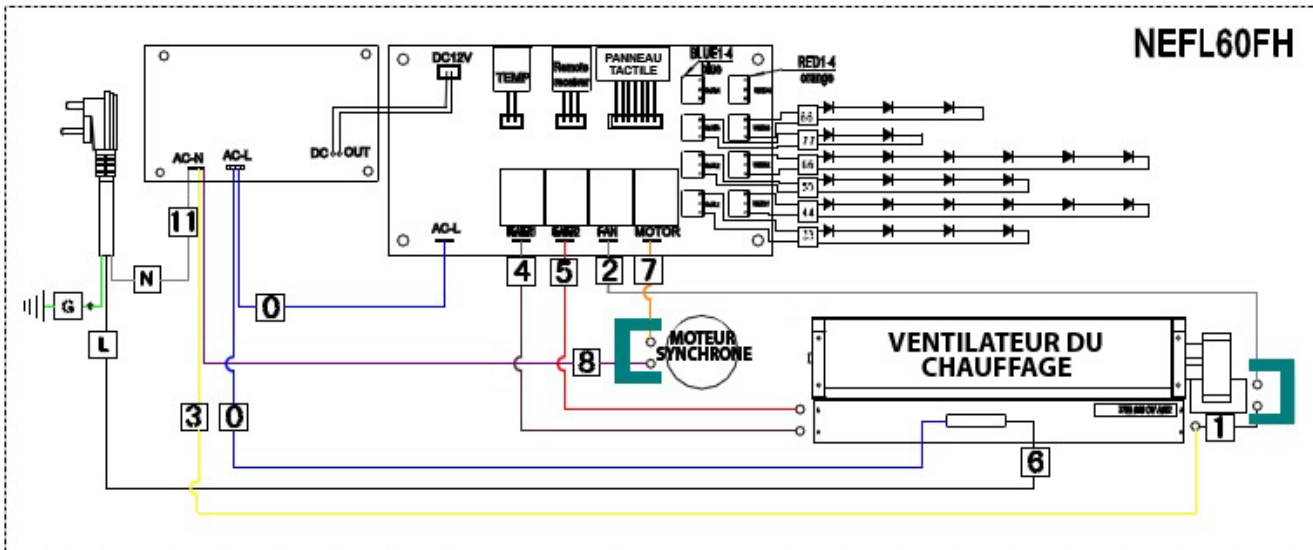 NEFL60FH
DC12V
TEMP
Remote
receiver
PANNEAU
TACTILE
BLUE1-4
blue
RED1-4
orange
AC-N
AC-L
DC
OUT
AC-L
FAN
MOTOR
11
N
G
L
0
4
5
2
7
8
3
0
MOTEUR
SYNCHRONE
VENTILATEUR DU
CHAUFFAGE
1
6
77
44
33